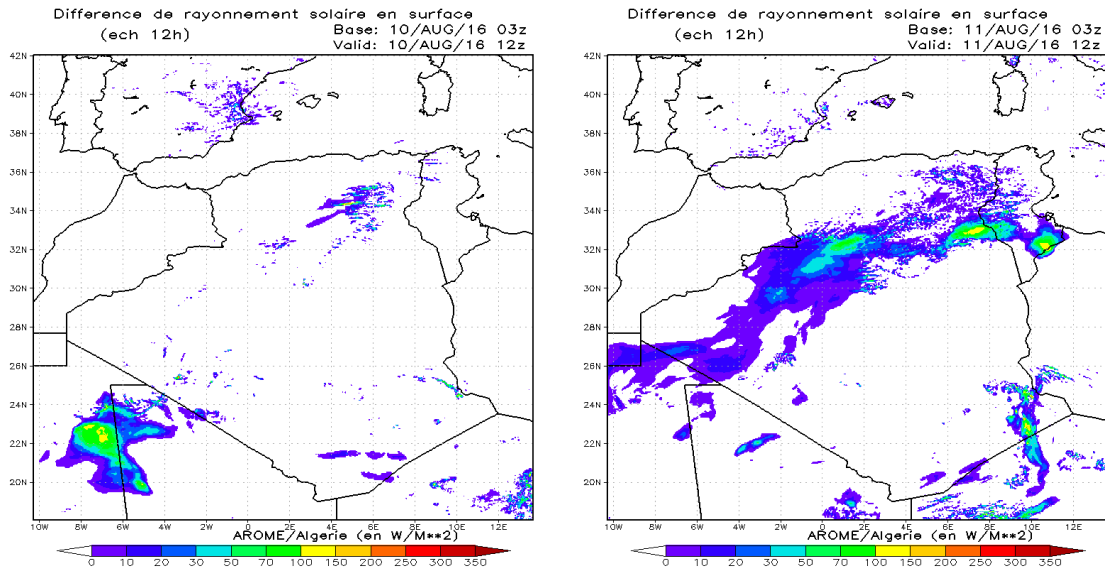 Difference de rayonnement solaire en surface
(ech 12h)
Base: 10/AUG/16 03z
Valid: 10/AUG/16 12z
42N
40N
38N
36N
34N
32N
30N
28N
26N
24N
22N
20N
10W 8W 6W 4W 2W 0 2E 4E 6E 8E 10E 12E
AROME/Algerie (en W/M**2)
0 10 20 30 50 70 100 150 200 250 300 350
Difference de rayonnement solaire en surface
(ech 12h)
Base: 11/AUG/16 03z
Valid: 11/AUG/16 12z
42N
40N
38N
36N
34N
32N
30N
28N
26N
24N
22N
20N
10W 8W 6W 4W 2W 0 2E 4E 6E 8E 10E 12E
AROME/Algerie (en W/M**2)
0 10 20 30 50 70 100 150 200 250 300 350